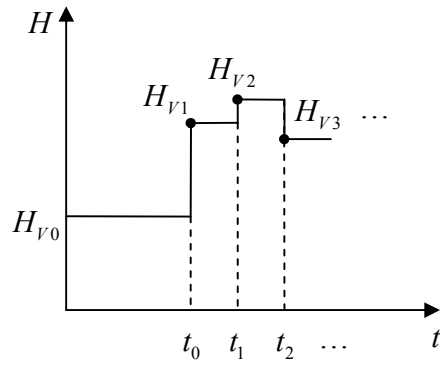 H
H_{V2}
H_{V1}
H_{V3} …
H_{V0}
t_0 t_1 t_2 … t